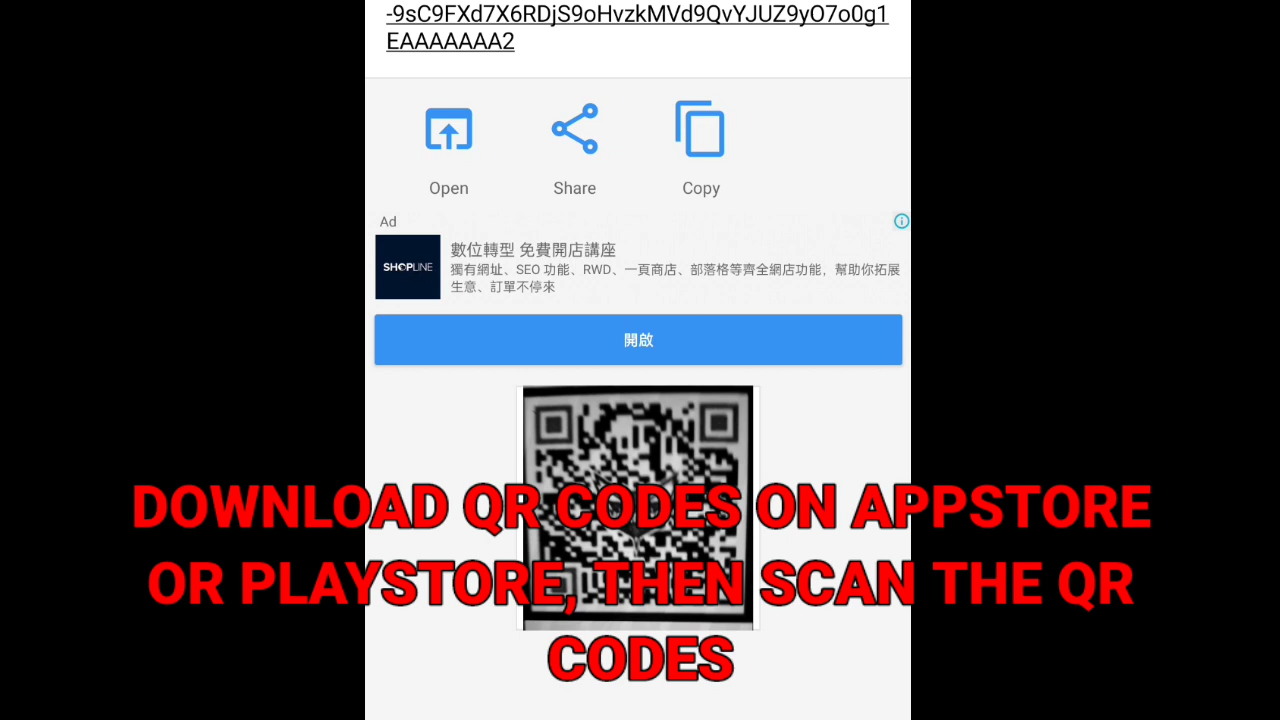 -9sC9FXd7X6RDjS9oHvzkMVd9QvYJUZ9yO7o0g1
EAAAAAAA2
Open
Share
Copy
Ad
SHOPLINE
數位轉型 免費開店講座
獨有網址、SEO 功能、RWD、一頁商店、部落格等齊全網店功能，幫助你拓展
生意、訂單不停來
開啟
DOWNLOAD QR CODES ON APPSTORE
OR PLAYSTORE, THEN SCAN THE QR
CODES